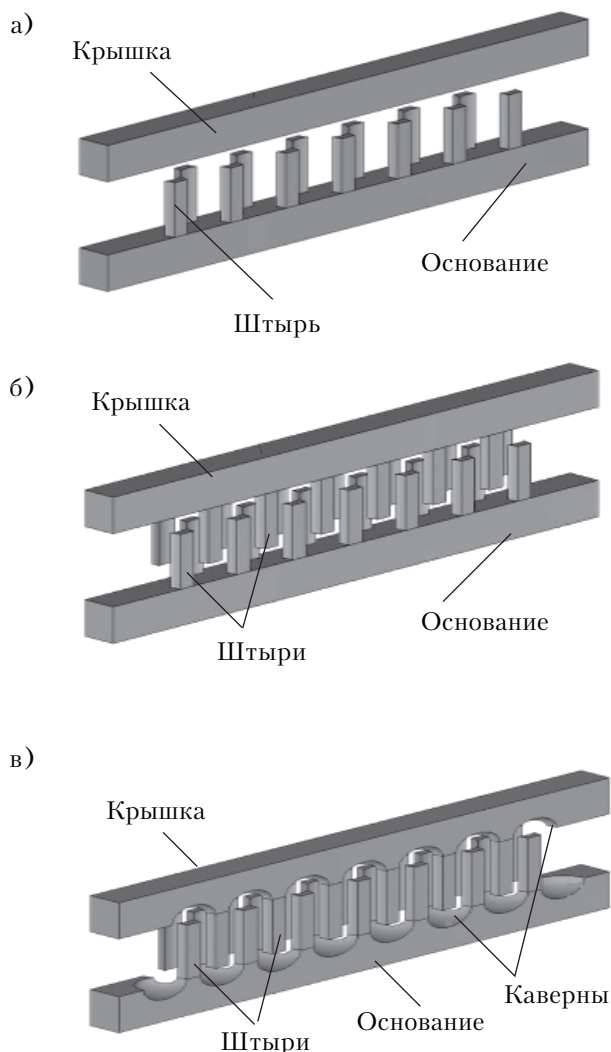 а)
Крышка
Основание
Штырь
б)
Крышка
Основание
Штыри
в)
Крышка
Каверны
Основание
Штыри